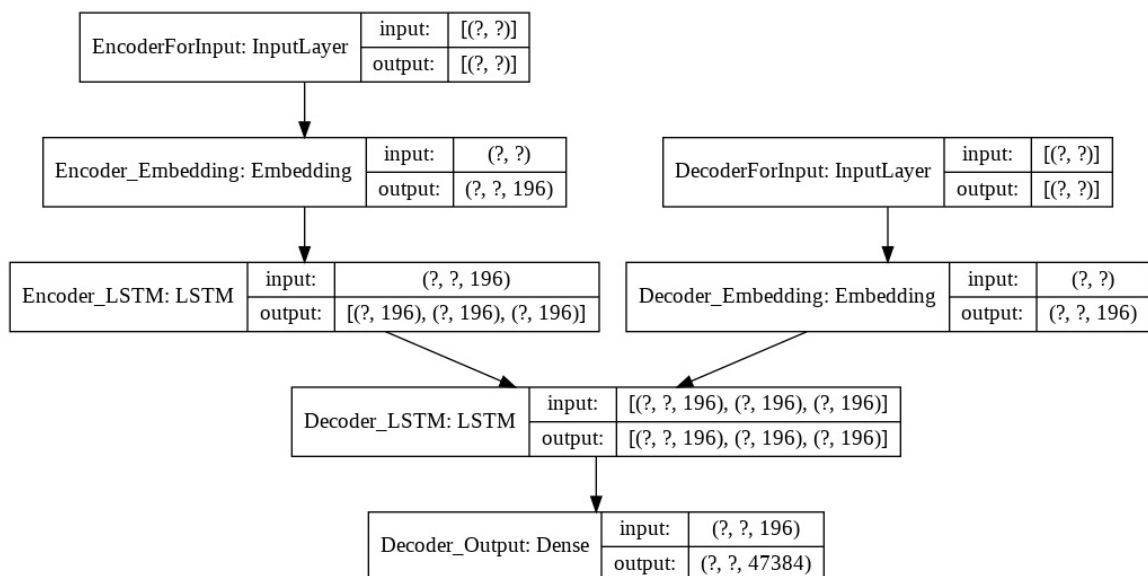 EncoderForInput: InputLayer
input: [(?, ?)]
output: [(?, ?)]
Encoder_Embedding: Embedding
input: (?, ?)
output: (?, ?, 196)
DecoderForInput: InputLayer
input: [(?, ?)]
output: [(?, ?)]
Encoder_LSTM: LSTM
input: (?, ?, 196)
output: [(?, 196), (?, 196), (?, 196)]
Decoder_Embedding: Embedding
input: (?, ?)
output: (?, ?, 196)
Decoder_LSTM: LSTM
input: [(?, ?, 196), (?, 196), (?, 196)]
output: [(?, ?, 196), (?, 196), (?, 196)]
Decoder_Output: Dense
input: (?, ?, 196)
output: (?, ?, 47384)